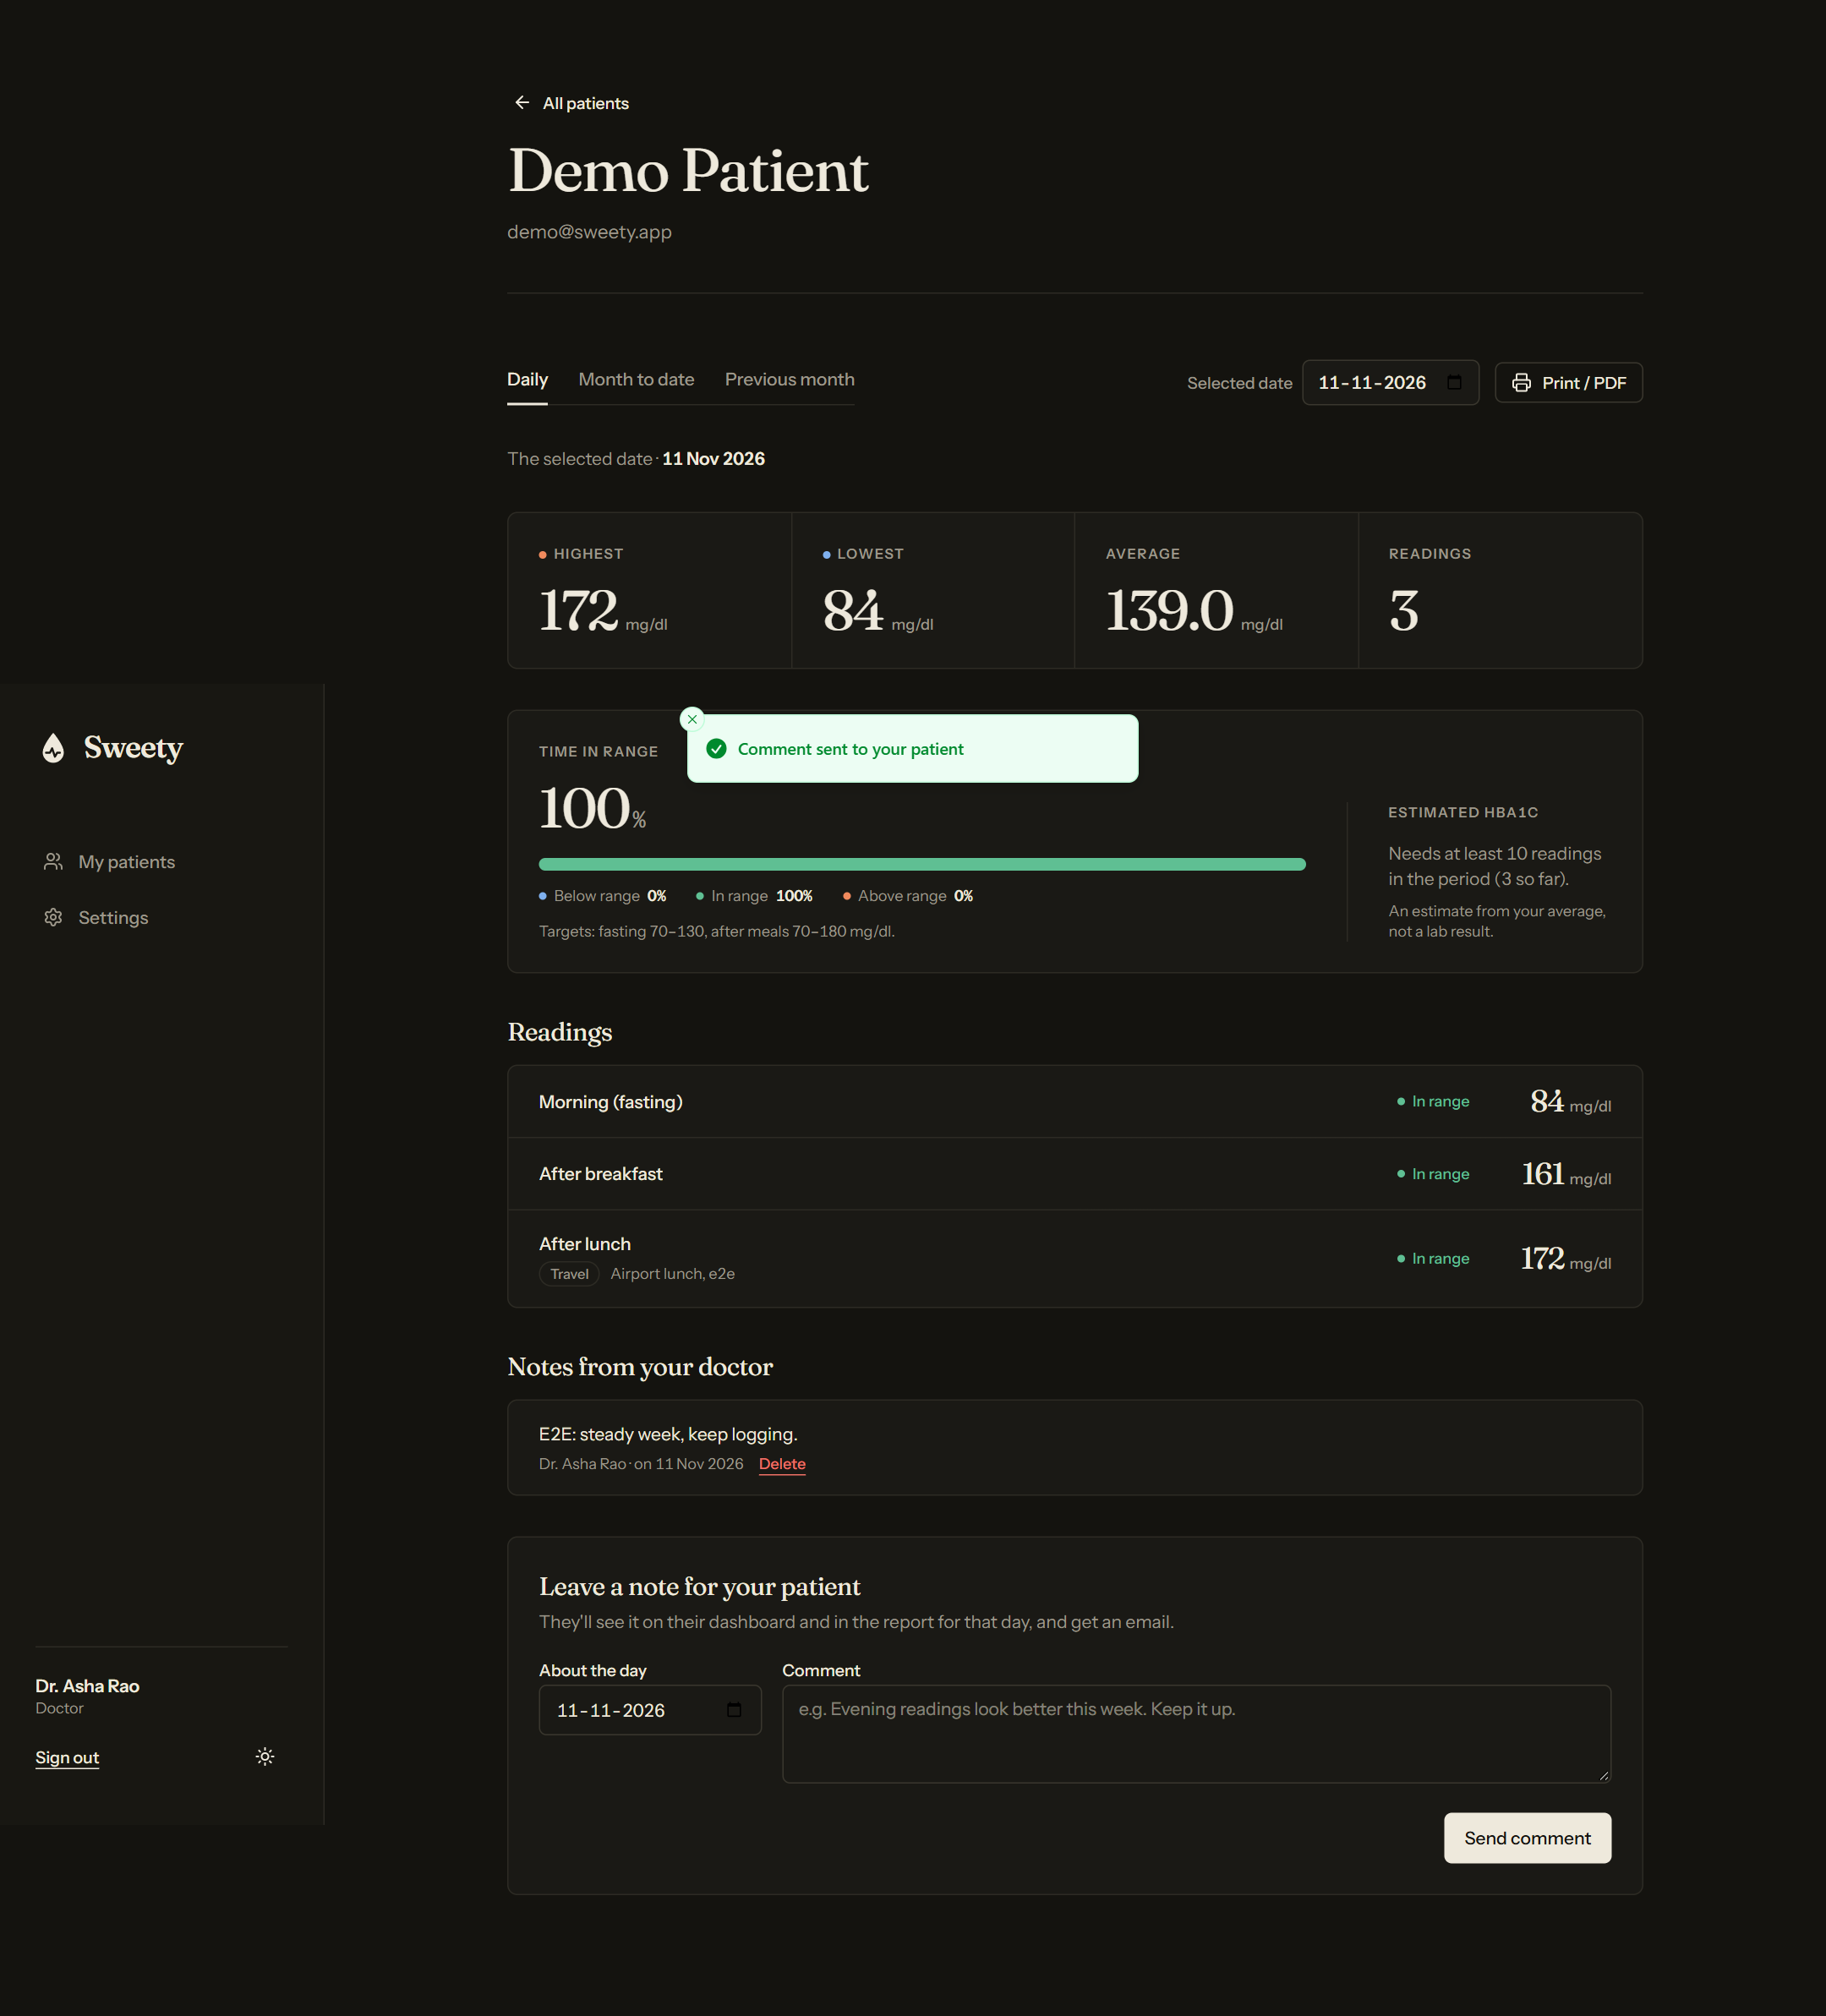 All patients
Demo Patient
demo@sweety.app
Daily Month to date Previous month
Selected date 11-11-2026 Print / PDF
The selected date · 11 Nov 2026
HIGHEST
172 mg/dl
LOWEST
84 mg/dl
AVERAGE
139.0 mg/dl
READINGS
3
Sweety
My patients
Settings
Dr. Asha Rao
Doctor
Sign out
Comment sent to your patient
TIME IN RANGE
100%
Below range 0% In range 100% Above range 0%
Targets: fasting 70–130, after meals 70–180 mg/dl.
ESTIMATED HBA1C
Needs at least 10 readings
in the period (3 so far).
An estimate from your average,
not a lab result.
Readings
Morning (fasting) In range 84 mg/dl
After breakfast In range 161 mg/dl
After lunch
Travel Airport lunch, e2e
In range 172 mg/dl
Notes from your doctor
E2E: steady week, keep logging.
Dr. Asha Rao · on 11 Nov 2026 Delete
Leave a note for your patient
They'll see it on their dashboard and in the report for that day, and get an email.
About the day
11-11-2026
Comment
e.g. Evening readings look better this week. Keep it up.
Send comment